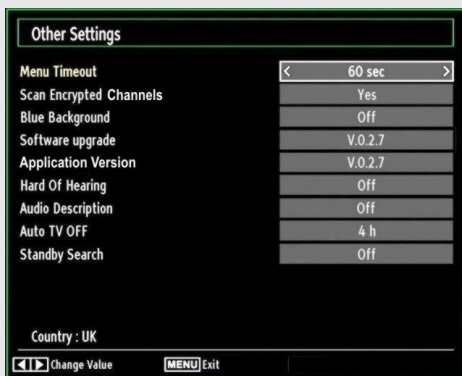 Other Settings
Menu Timeout < 60 sec >
Scan Encrypted Channels Yes
Blue Background Off
Software upgrade V.0.2.7
Application Version V.0.2.7
Hard Of Hearing Off
Audio Description Off
Auto TV OFF 4 h
Standby Search Off
Country : UK
Change Value MENU Exit